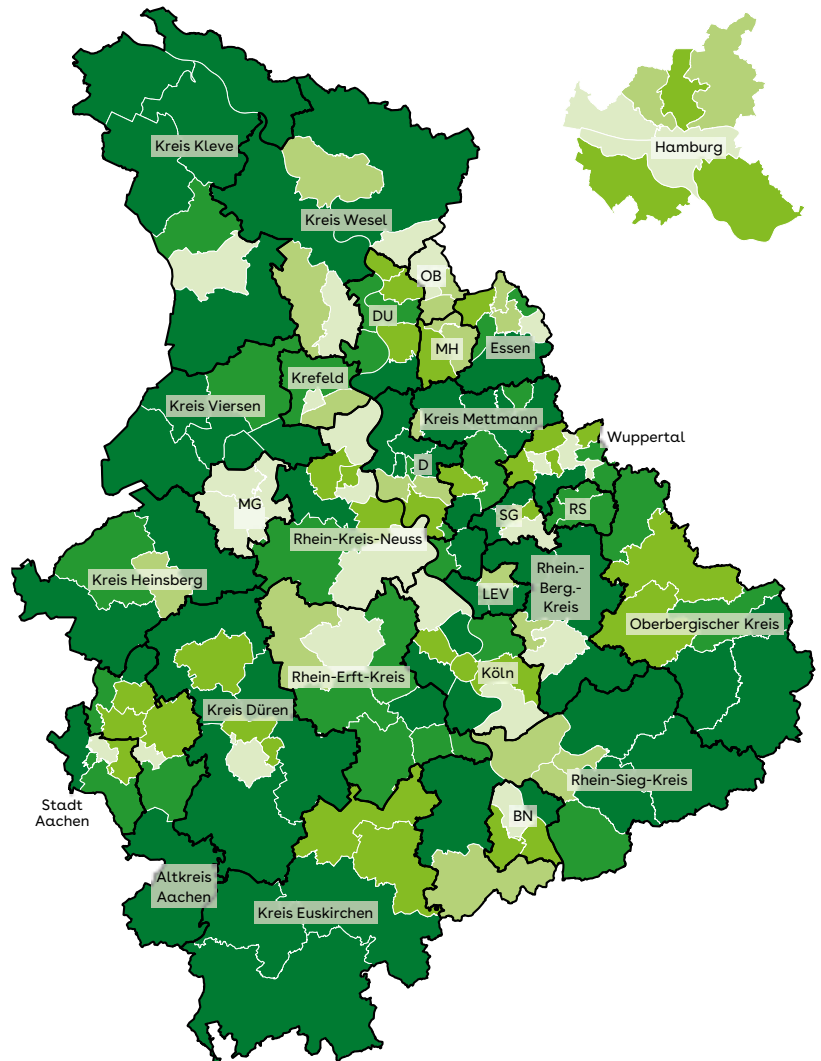 Kreis Kleve
Hamburg
Kreis Wesel
OB
DU
MH
Essen
Krefeld
Kreis Viersen
Kreis Mettmann
Wuppertal
D
MG
SG
RS
Rhein-Kreis-Neuss
Kreis Heinsberg
Rhein.-
Berg.-
Kreis
LEV
Oberbergischer Kreis
Rhein-Erft-Kreis
Köln
Kreis Düren
Rhein-Sieg-Kreis
Stadt
Aachen
BN
Altkreis
Aachen
Kreis Euskirchen